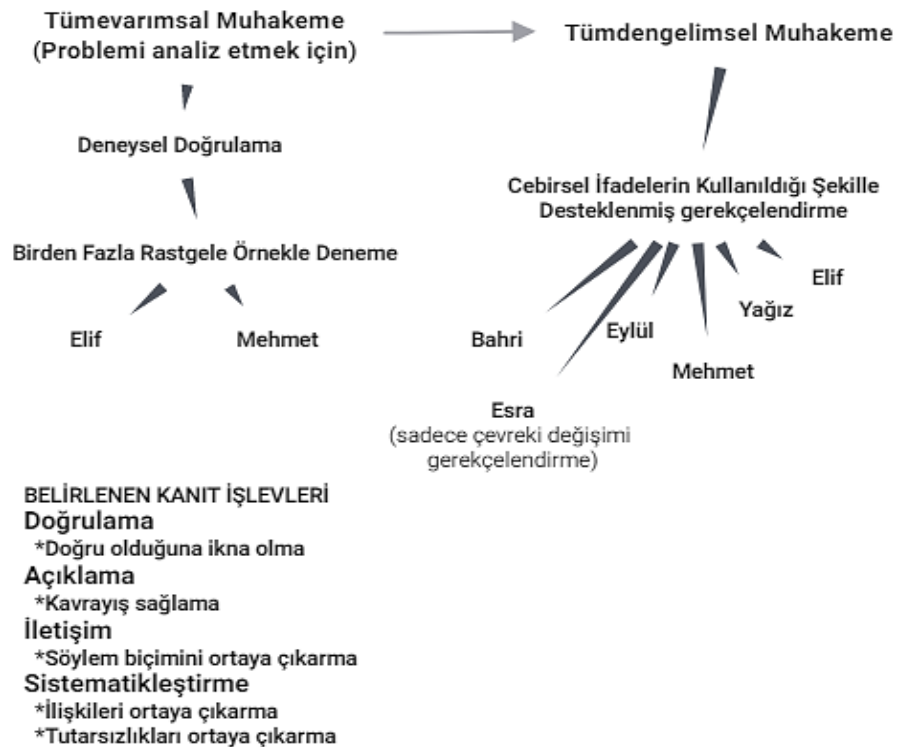 Tümevarımsal Muhakeme
(Problemi analiz etmek için)
Tümdengelimsel Muhakeme
Deneysel Doğrulama
Cebirsel İfadelerin Kullanıldığı Şekille
Desteklenmiş gerekçelendirme
Birden Fazla Rastgele Örnekle Deneme
Elif
Mehmet
Bahri
Esra
(sadece çevreki değişimi
gerekçelendirme)
Eylül
Mehmet
Yağız
Elif
BELİRLENEN KANIT İŞLEVLERİ
Doğrulama
*Doğru olduğuna ikna olma
Açıklama
*Kavrayış sağlama
İletişim
*Söylem biçimini ortaya çıkarma
Sistematikleştirme
*İlişkileri ortaya çıkarma
*Tutarsızlıkları ortaya çıkarma